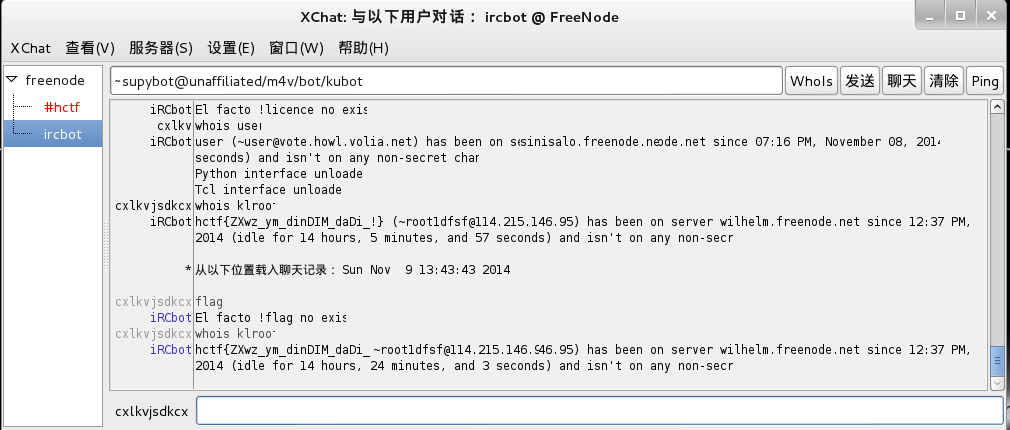 XChat: 与以下用户对话： ircbot @ FreeNode
XChat 查看(V) 服务器(S) 设置(E) 窗口(W) 帮助(H)
freenode
#hctf
ircbot
~supybot@unaffiliated/m4v/bot/kubot
WhoIs 发送 聊天 清除 Ping
iRCbot El facto !licence no exis
cxlkv whois user
iRCbot user (~user@vote.howl.volia.net) has been on sinisalo.freenode.net since 07:16 PM, November 08, 2014
seconds) and isn't on any non-secret char
Python interface unloade
Tcl interface unloade
cxlkvjsdkcx whois klroot
iRCbot hctf{ZXwz_ym_dinDIM_daDi_!} (~root1dfsf@114.215.146.95) has been on server wilhelm.freenode.net since 12:37 PM,
2014 (idle for 14 hours, 5 minutes, and 57 seconds) and isn't on any non-secr
* 从以下位置载入聊天记录： Sun Nov 9 13:43:43 2014
cxlkvjsdkcx flag
iRCbot El facto !flag no exis
cxlkvjsdkcx whois klroot
iRCbot hctf{ZXwz_ym_dinDIM_daDi_ ~root1dfsf@114.215.146.946.95) has been on server wilhelm.freenode.net since 12:37 PM,
2014 (idle for 14 hours, 24 minutes, and 3 seconds) and isn't on any non-secr
cxlkvjsdkcx